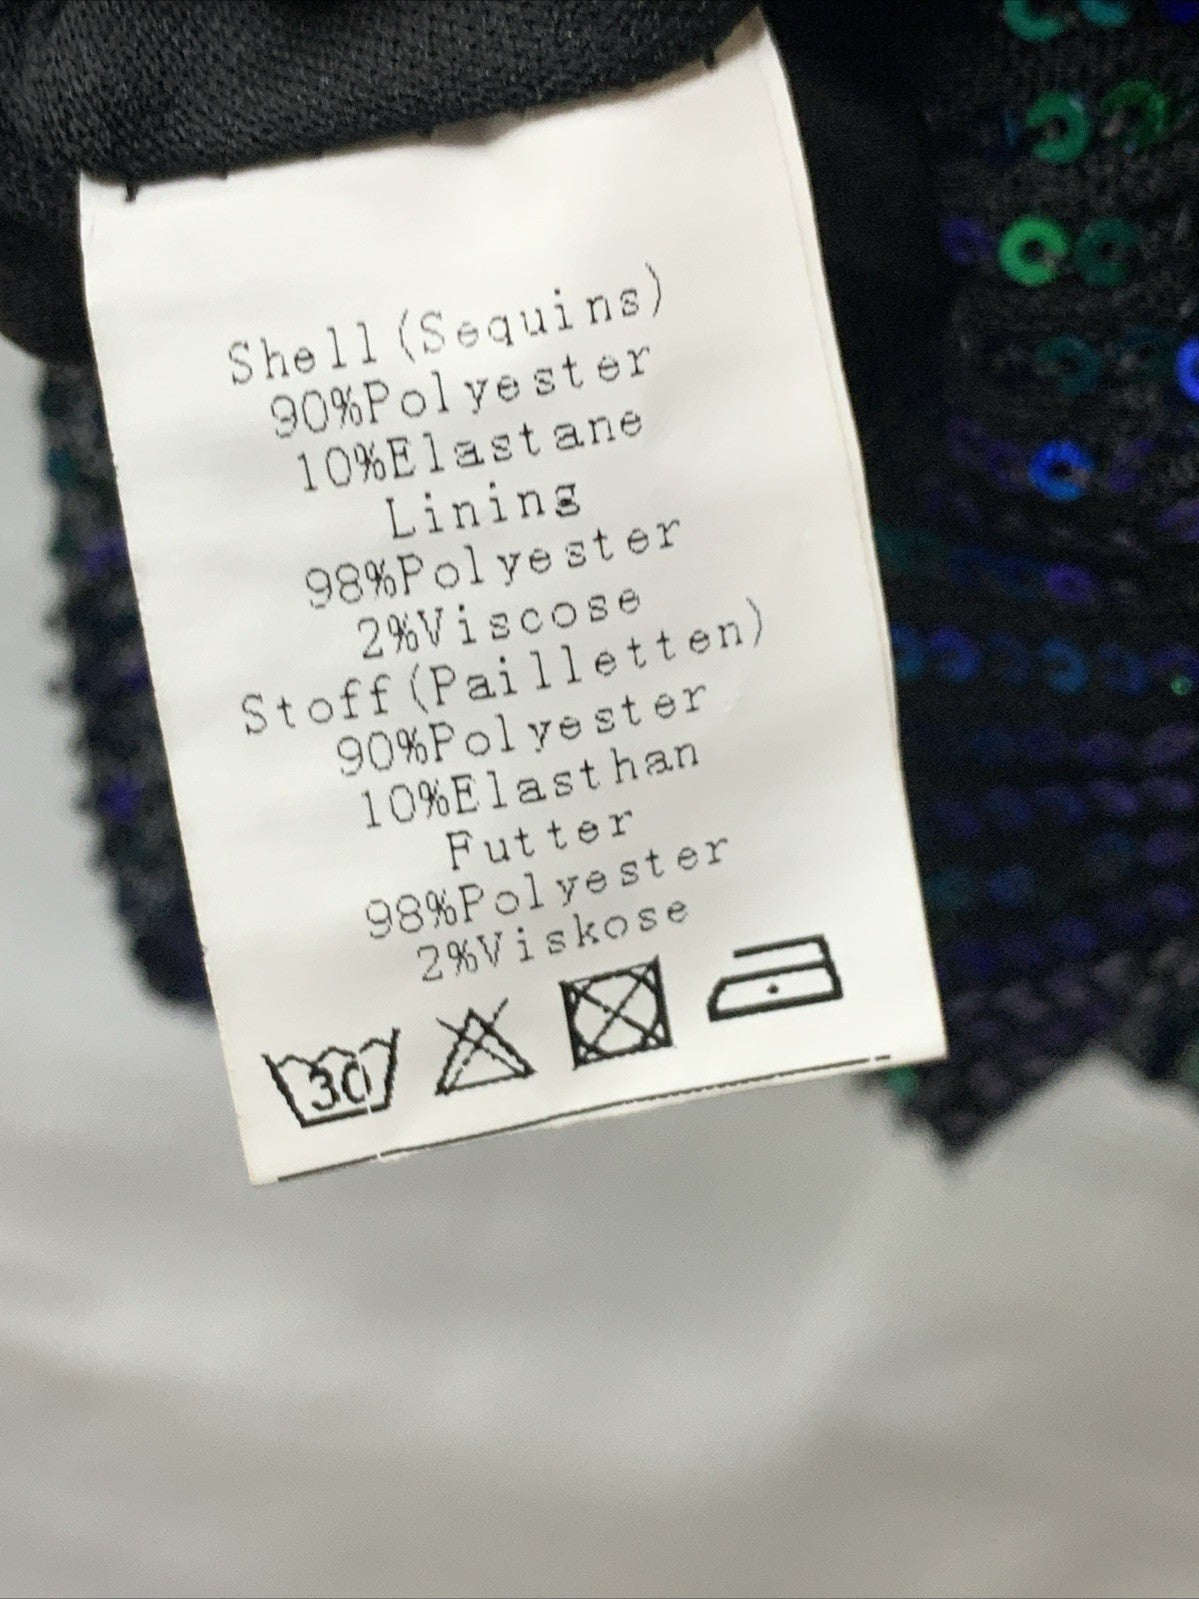 Shell(Sequins)
90%Polyester
10%Elastane
Lining
98%Polyester
2%Viscose
Stoff(Pailletten)
90%Polyester
10%Elasthan
Futter
98%Polyester
2%Viskose
30